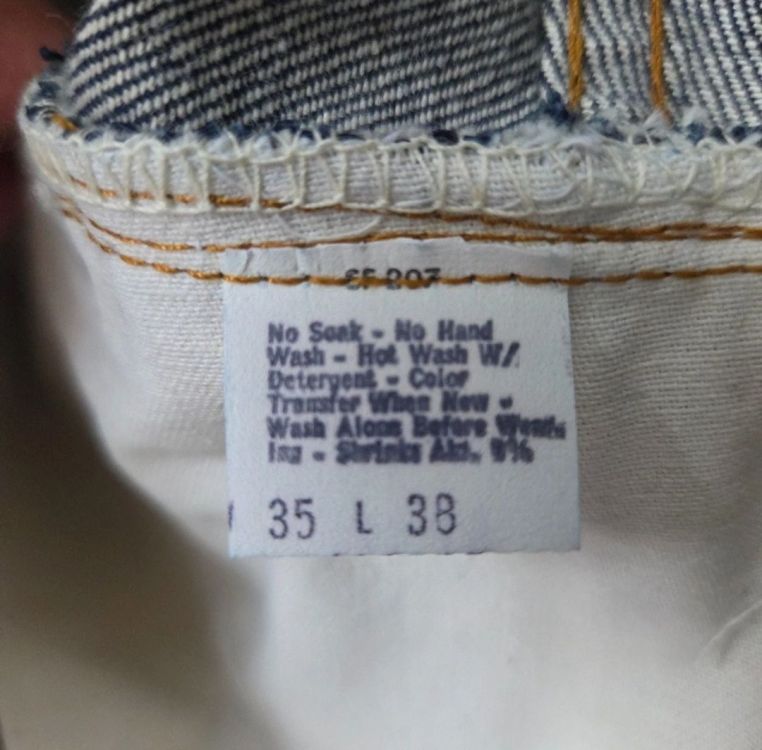 No Soak - No Hand
Wash - Hot Wash W/
Detergent - Color
Transfer When New -
Wash Alone Before Wear-
ing - Shrinks Abt. 9%
35 L 38